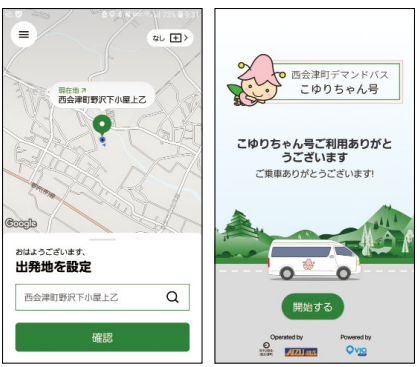 なし
現在地
西会津町野沢下小屋上乙
Google
おはようございます、
出発地を設定
西会津町野沢下小屋上乙
確認
西会津町デマンドバス
こゆりちゃん号
こゆりちゃん号ご利用ありがと
うございます
ご乗車ありがとうございます!
開始する
Operated by
Powered by
AIZU BUS
VIA